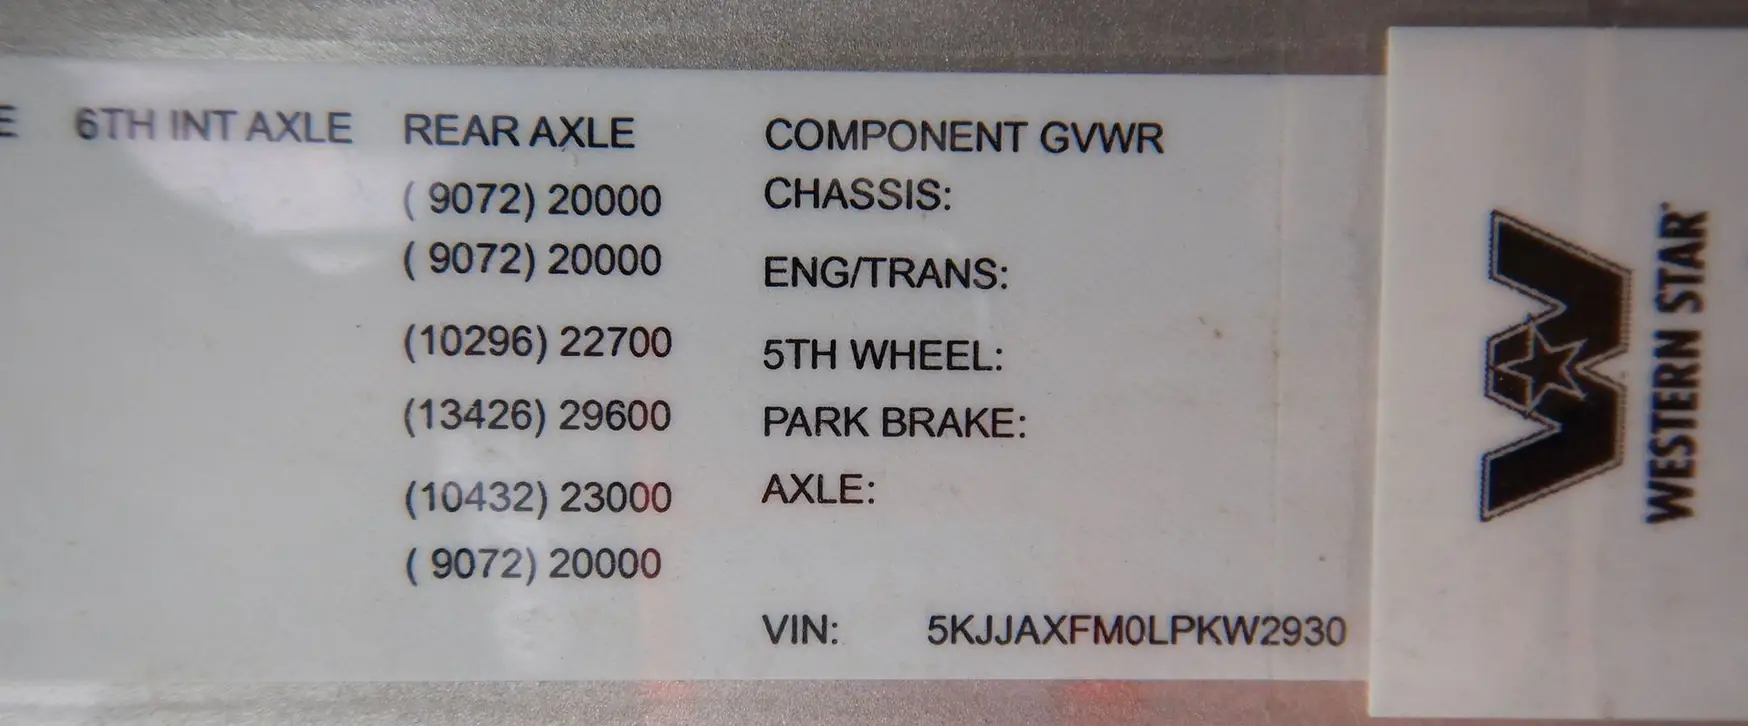 E 6TH INT AXLE REAR AXLE COMPONENT GVWR
( 9072) 20000 CHASSIS:
( 9072) 20000 ENG/TRANS:
(10296) 22700 5TH WHEEL:
(13426) 29600 PARK BRAKE:
(10432) 23000 AXLE:
( 9072) 20000
VIN: 5KJJAXFM0LPKW2930
WESTERN STAR